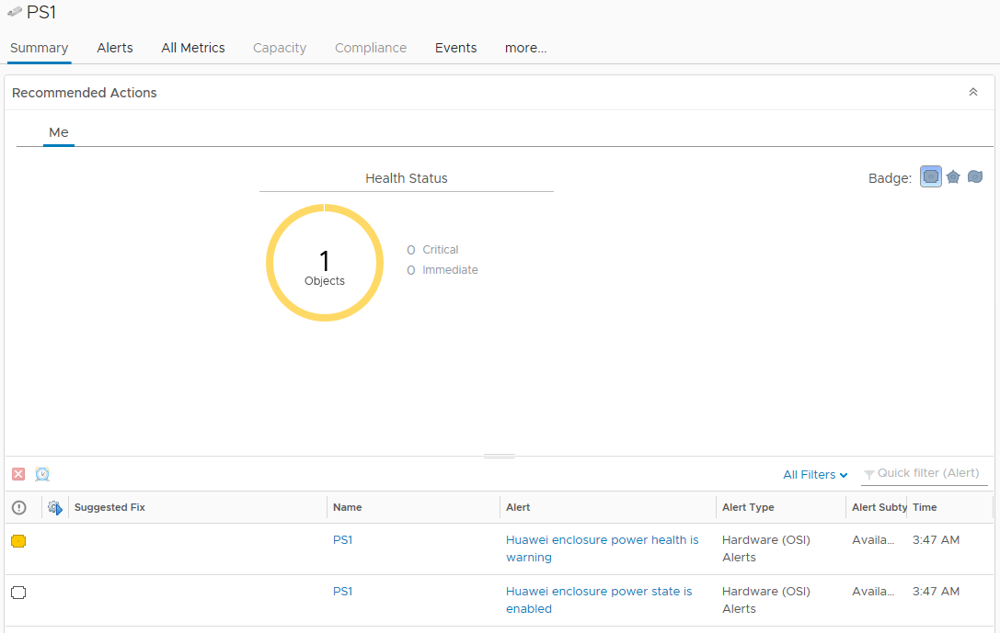 PS1
Summary Alerts All Metrics Capacity Compliance Events more...
Recommended Actions
Me
Health Status
Badge:
1
Objects
0 Critical
0 Immediate
All Filters
Quick filter (Alert)
Suggested Fix Name Alert Alert Type Alert Subty Time
PS1 Huawei enclosure power health is warning Hardware (OSI) Alerts Availa... 3:47 AM
PS1 Huawei enclosure power state is enabled Hardware (OSI) Alerts Availa... 3:47 AM